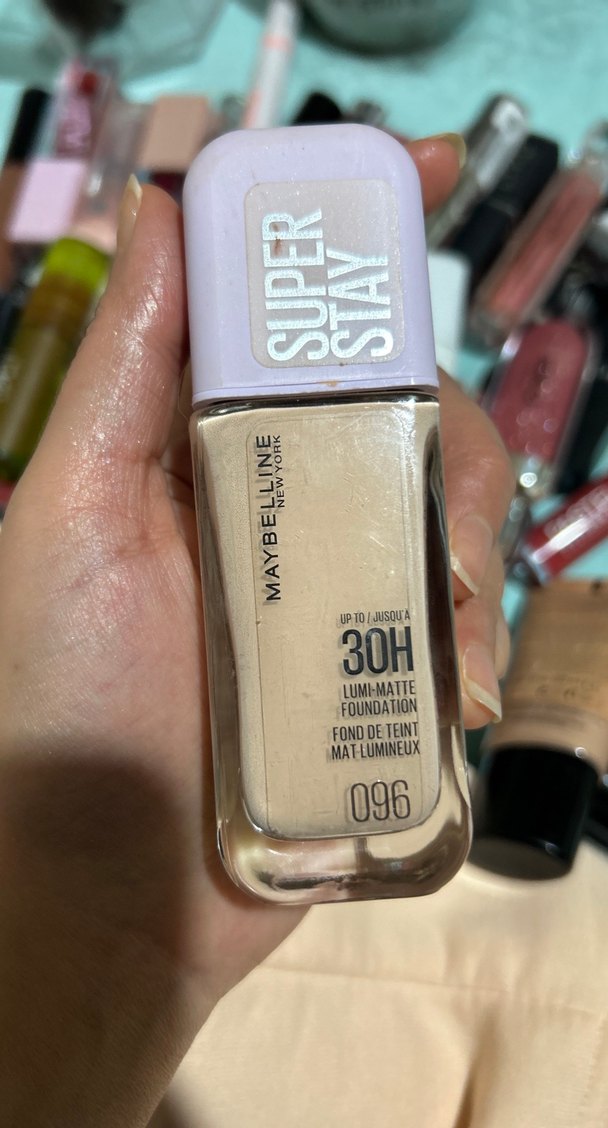 SUPER
STAY
MAYBELLINE
NEW YORK
UP TO / JUSQU'À
30H
LUMI-MATTE
FOUNDATION
FOND DE TEINT
MAT LUMINEUX
096